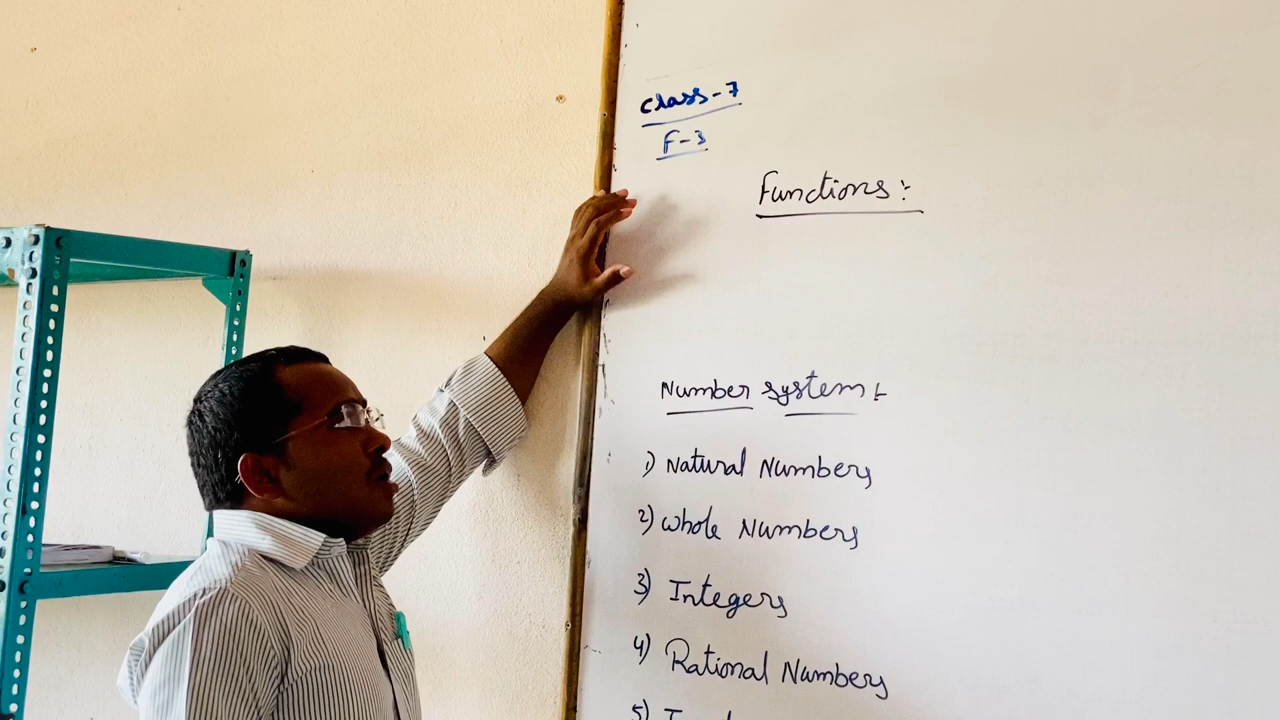 class-7
F-3
Functions :-
Number system :-
1) Natural Numbers
2) Whole Numbers
3) Integers
4) Rational Numbers
5)